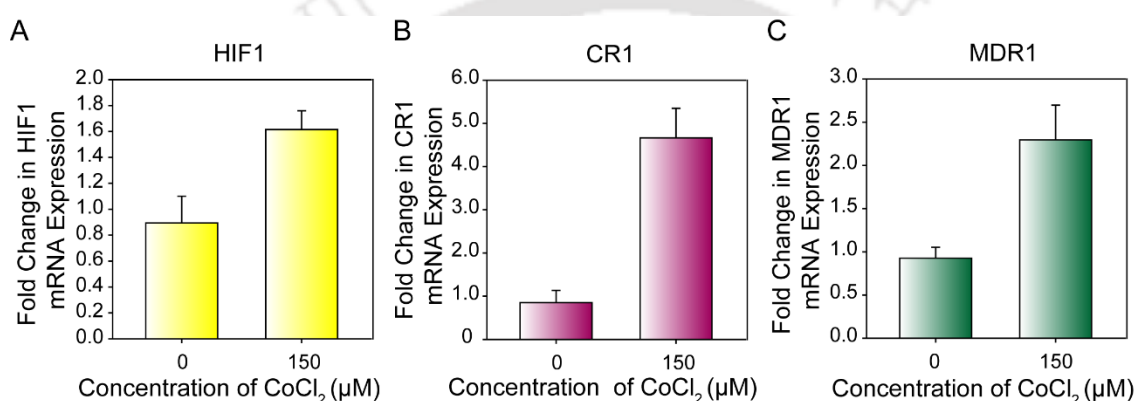 A
HIF1
Fold Change in HIF1
mRNA Expression
2.0
1.8
1.6
1.4
1.2
1.0
0.8
0.6
0.4
0.2
0.0
0
150
Concentration of CoCl₂ (µM)
B
CR1
Fold Change in CR1
mRNA Expression
6.0
5.0
4.0
3.0
2.0
1.0
0
0
150
Concentration of CoCl₂ (µM)
C
MDR1
Fold Change in MDR1
mRNA Expression
3.0
2.5
2.0
1.5
1.0
0.5
0.0
0
150
Concentration of CoCl₂ (µM)